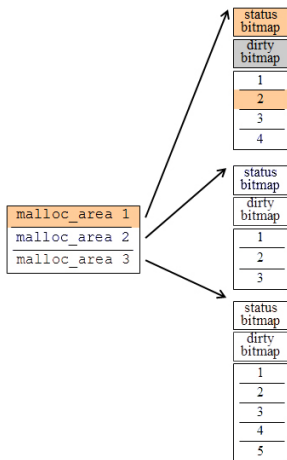 status
bitmap
dirty
bitmap
1
2
3
4
malloc_area 1
malloc_area 2
malloc_area 3
status
bitmap
dirty
bitmap
1
2
3
status
bitmap
dirty
bitmap
1
2
3
4
5